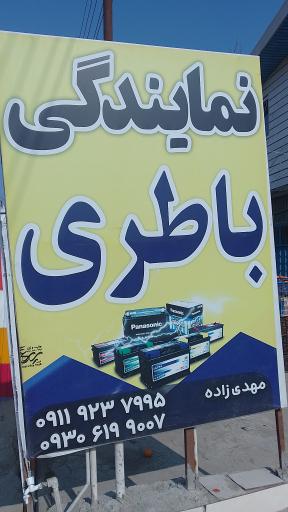 نمایندگی
باطری
Panasonic
مهدی زاده
۰۹۱۱ ۹۲۳ ۷۹۹۵
۰۹۳۰ ۶۱۹ ۹۰۰۷